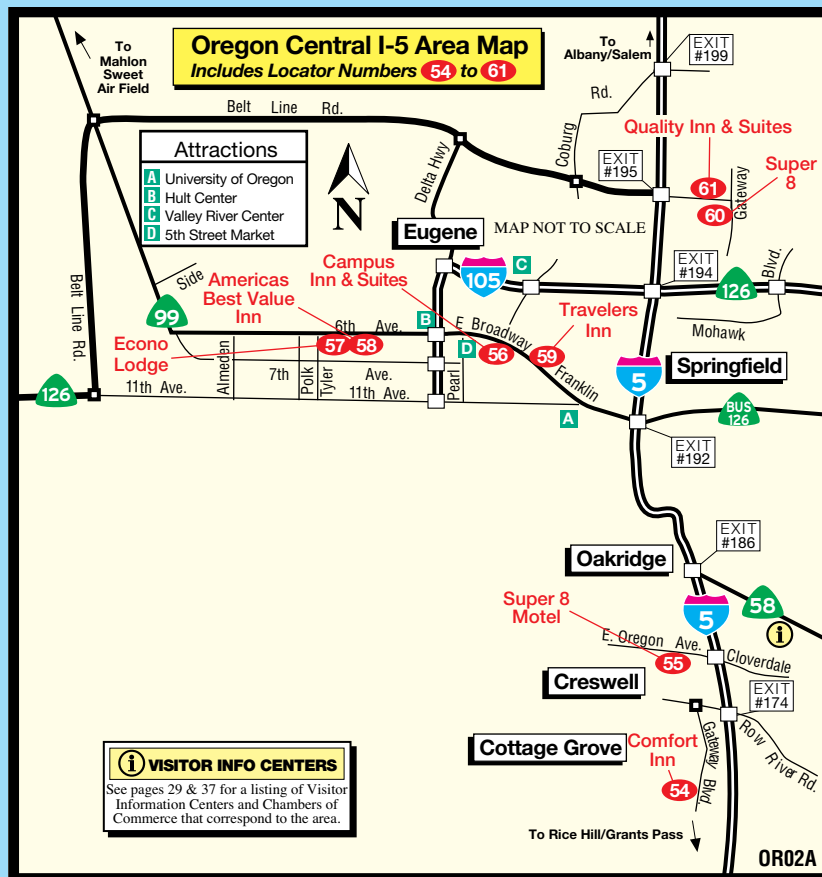 Oregon Central I-5 Area Map
Includes Locator Numbers 54 to 61
To
Mahlon
Sweet
Air Field
To
Albany/Salem
EXIT
#199
Belt Line Rd.
Attractions
A University of Oregon
B Hult Center
C Valley River Center
D 5th Street Market
N
Delta Hwy
Coburg Rd.
Quality Inn & Suites
EXIT
#195
Super
8
61
60
Gateway
Eugene
MAP NOT TO SCALE
105
C
EXIT
#194
126
Blvd.
Mohawk
Side
99
Americas
Best Value
Inn
Campus
Inn & Suites
Travelers
Inn
Econo
Lodge
6th Ave.
57
58
B
D
E Broadway
56
59
Franklin
5
Springfield
Belt Line Rd.
Almeden
7th Ave.
Polk
Tyler
Pearl
126
11th Ave.
11th Ave.
A
BUS
126
EXIT
#192
EXIT
#186
Oakridge
5
58
i
Super 8
Motel
E. Oregon Ave.
55
Cloverdale
Creswell
EXIT
#174
Cottage Grove
Comfort
Inn
54
Gateway Blvd.
Row River Rd.
i VISITOR INFO CENTERS
See pages 29 & 37 for a listing of Visitor
Information Centers and Chambers of
Commerce that correspond to the area.
To Rice Hill/Grants Pass
OR02A